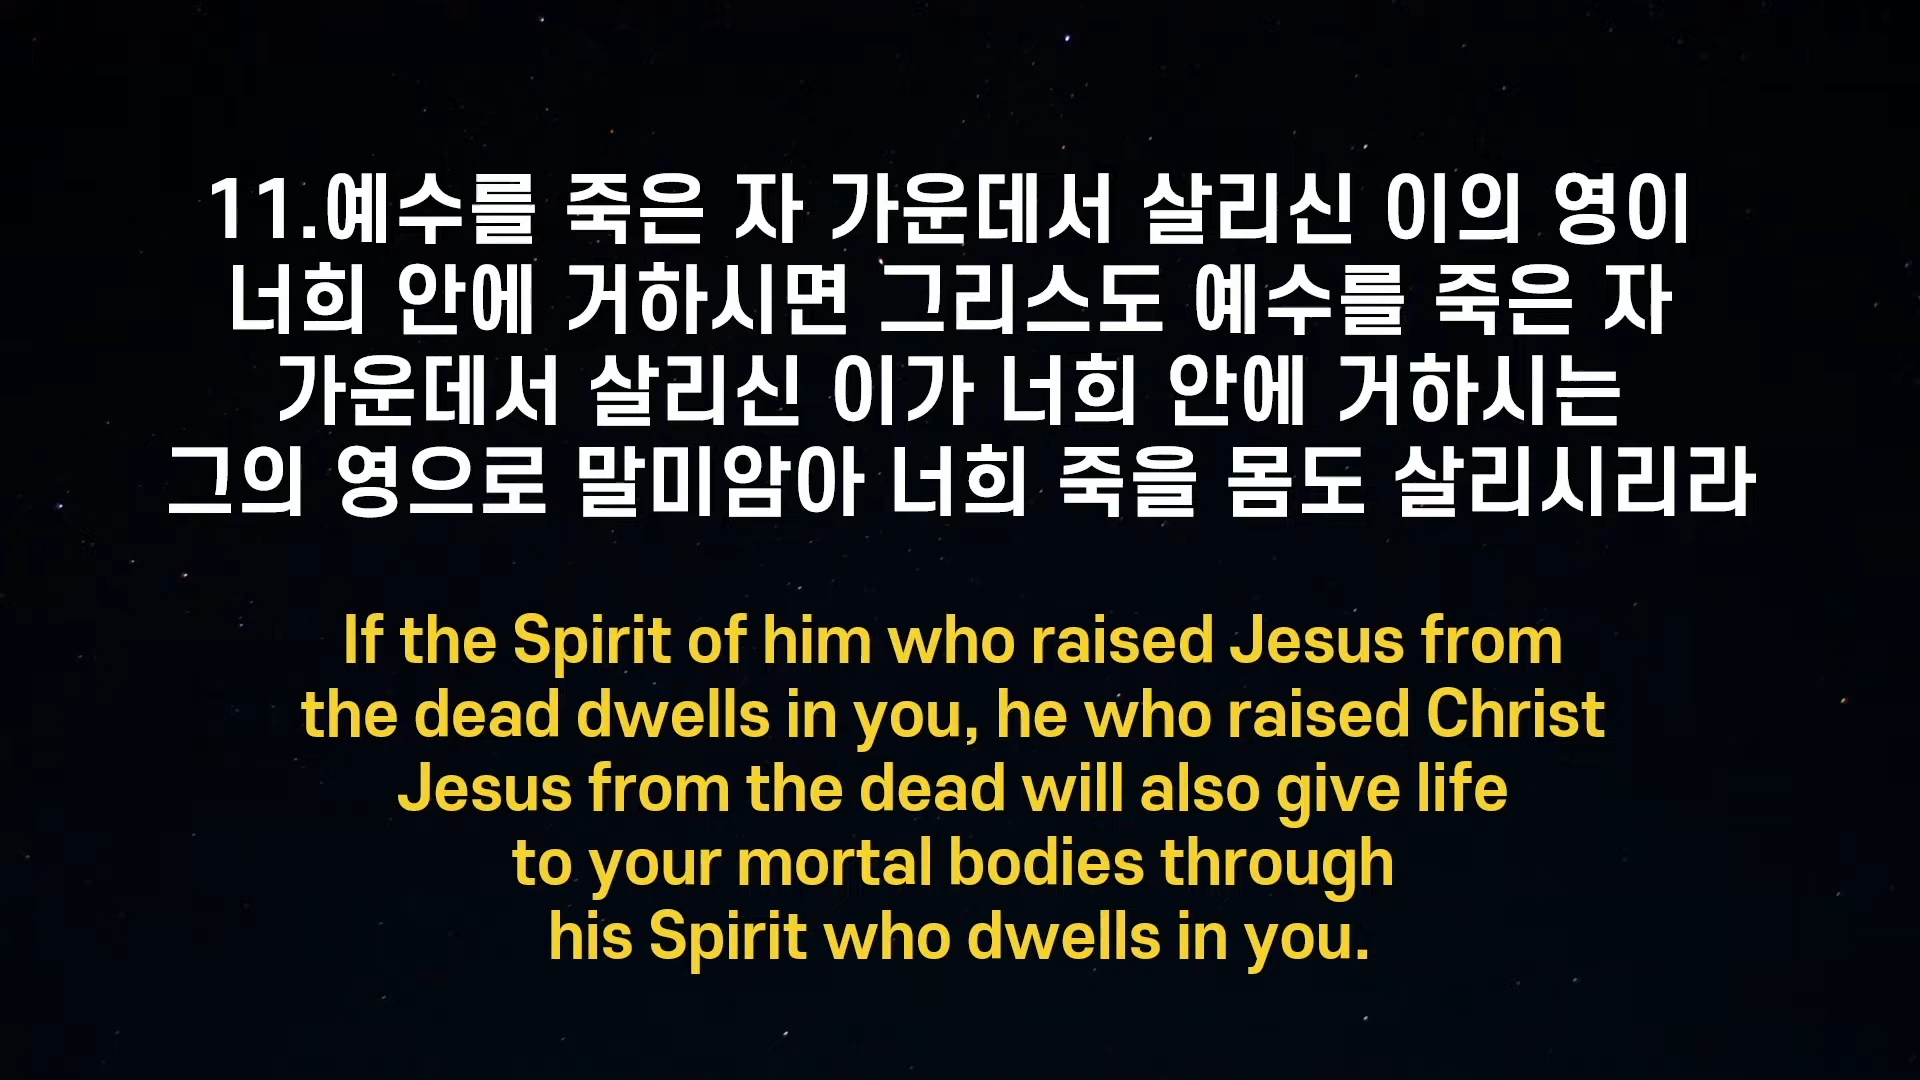 11.예수를 죽은 자 가운데서 살리신 이의 영이
너희 안에 거하시면 그리스도 예수를 죽은 자
가운데서 살리신 이가 너희 안에 거하시는
그의 영으로 말미암아 너희 죽을 몸도 살리시리라
If the Spirit of him who raised Jesus from
the dead dwells in you, he who raised Christ
Jesus from the dead will also give life
to your mortal bodies through
his Spirit who dwells in you.